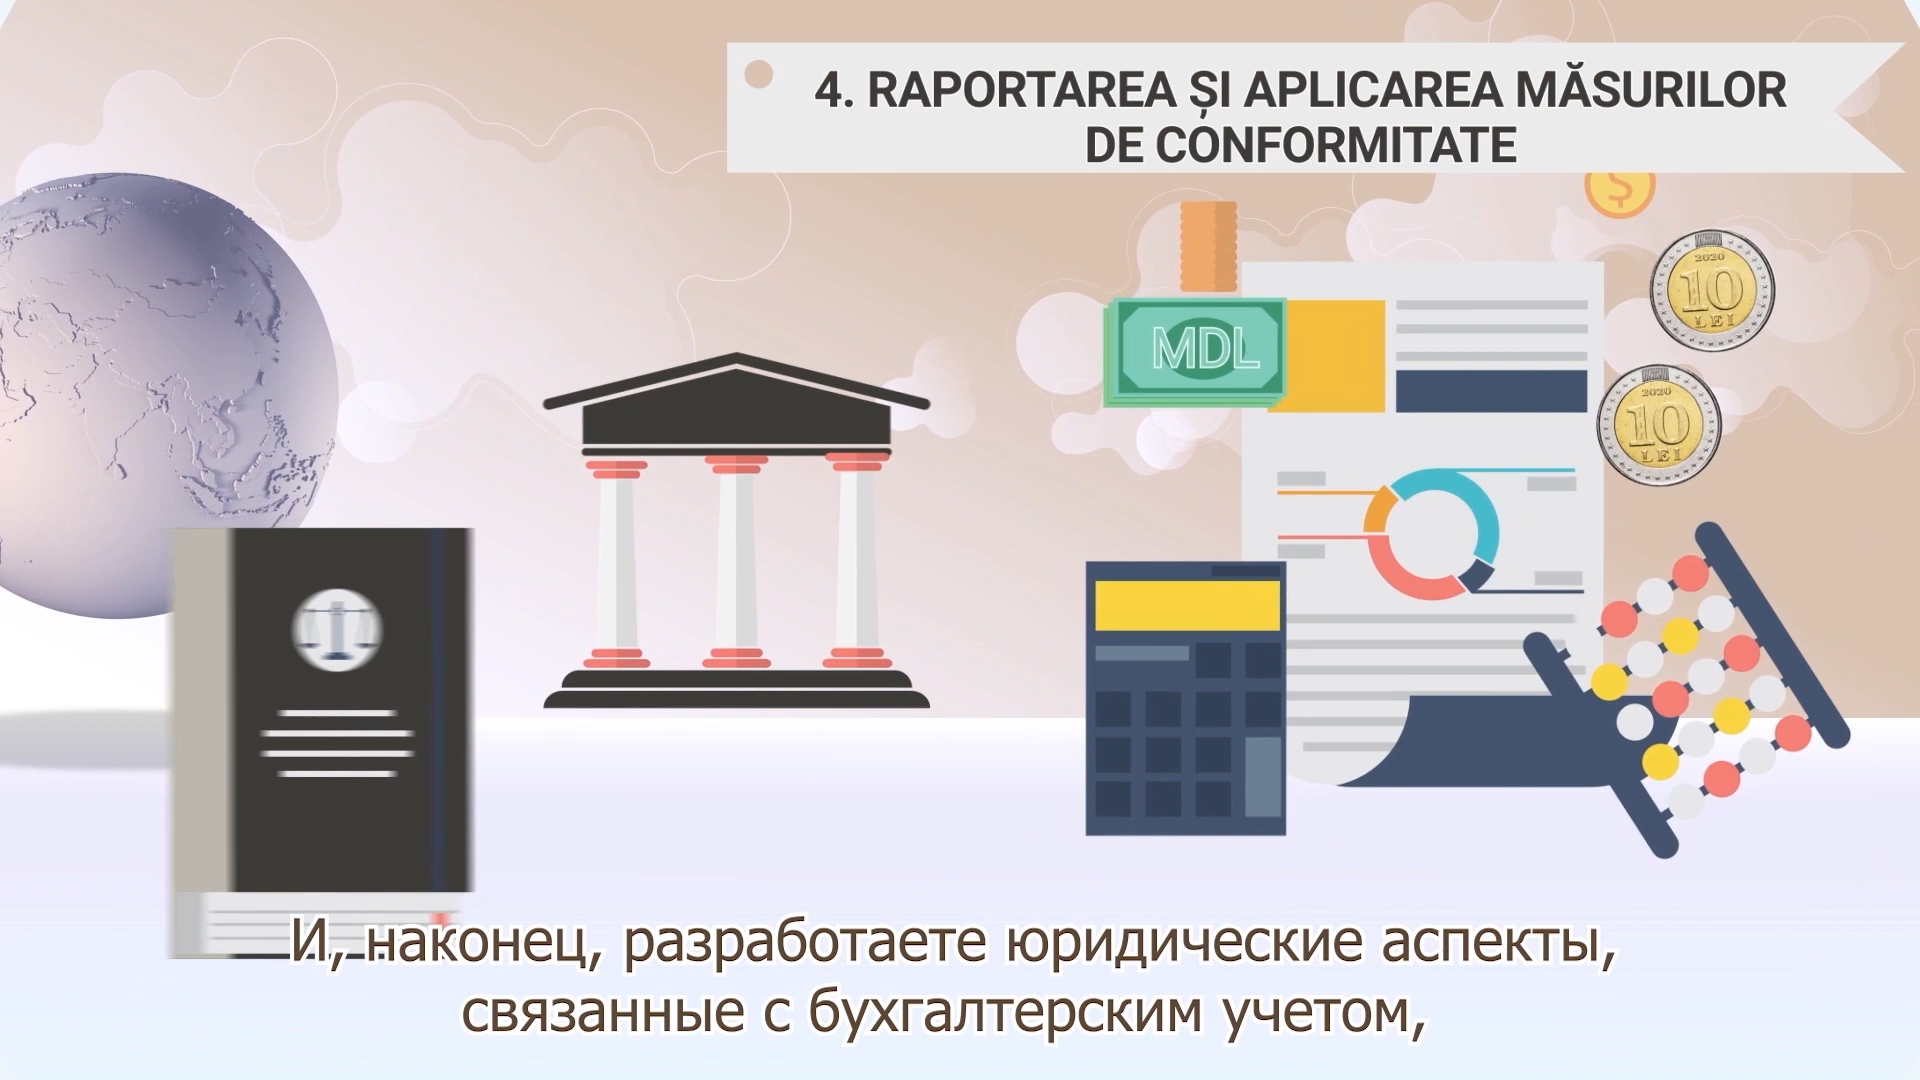 4. RAPORTAREA ȘI APLICAREA MĂSURILOR
DE CONFORMITATE
$
MDL
2020
10
LEI
2020
10
LEI
И, наконец, разработаете юридические аспекты,
связанные с бухгалтерским учетом,